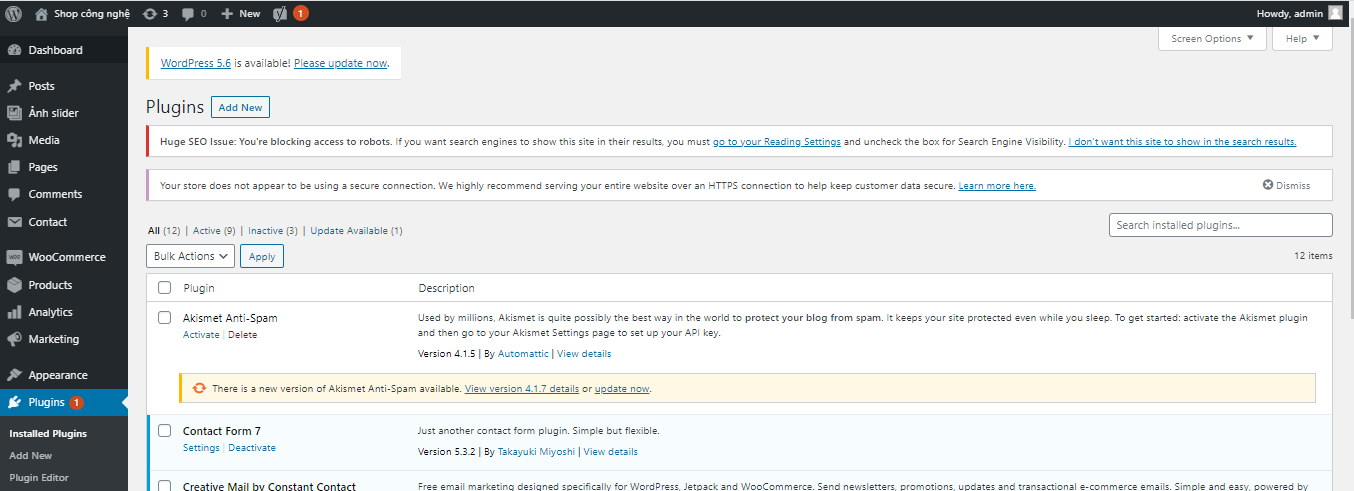 Shop công nghệ 3 0 New 1 Howdy, admin
Screen Options Help
Dashboard
Posts
Ảnh slider
Media
Pages
Comments
Contact
WooCommerce
Products
Analytics
Marketing
Appearance
Plugins 1
Installed Plugins
Add New
Plugin Editor
WordPress 5.6 is available! Please update now.
Plugins Add New
Huge SEO Issue: You're blocking access to robots. If you want search engines to show this site in their results, you must go to your Reading Settings and uncheck the box for Search Engine Visibility. I don't want this site to show in the search results.
Your store does not appear to be using a secure connection. We highly recommend serving your entire website over an HTTPS connection to help keep customer data secure. Learn more here. Dismiss
All (12) | Active (9) | Inactive (3) | Update Available (1)
Search installed plugins...
Bulk Actions Apply
12 items
Plugin Description
Akismet Anti-Spam
Activate | Delete
Used by millions, Akismet is quite possibly the best way in the world to protect your blog from spam. It keeps your site protected even while you sleep. To get started: activate the Akismet plugin
and then go to your Akismet Settings page to set up your API key.
Version 4.1.5 | By Automattic | View details
There is a new version of Akismet Anti-Spam available. View version 4.1.7 details or update now.
Contact Form 7
Settings | Deactivate
Just another contact form plugin. Simple but flexible.
Version 5.3.2 | By Takayuki Miyoshi | View details
Creative Mail by Constant Contact
Free email marketing designed specifically for WordPress, Jetpack and WooCommerce. Send newsletters, promotions, updates and transactional e-commerce emails. Simple and easy, powered by